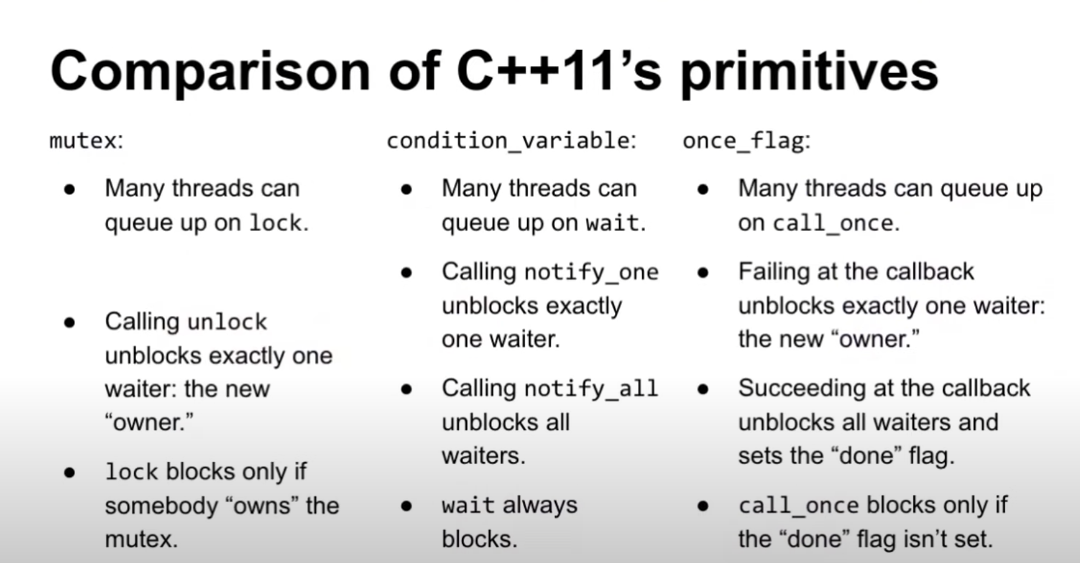 Comparison of C++11’s primitives
mutex:
● Many threads can
queue up on lock.
● Calling unlock
unblocks exactly one
waiter: the new
“owner.”
● lock blocks only if
somebody “owns” the
mutex.
condition_variable:
● Many threads can
queue up on wait.
● Calling notify_one
unblocks exactly
one waiter.
● Calling notify_all
unblocks all
waiters.
● wait always
blocks.
once_flag:
● Many threads can queue up
on call_once.
● Failing at the callback
unblocks exactly one waiter:
the new “owner.”
● Succeeding at the callback
unblocks all waiters and
sets the “done” flag.
● call_once blocks only if
the “done” flag isn’t set.